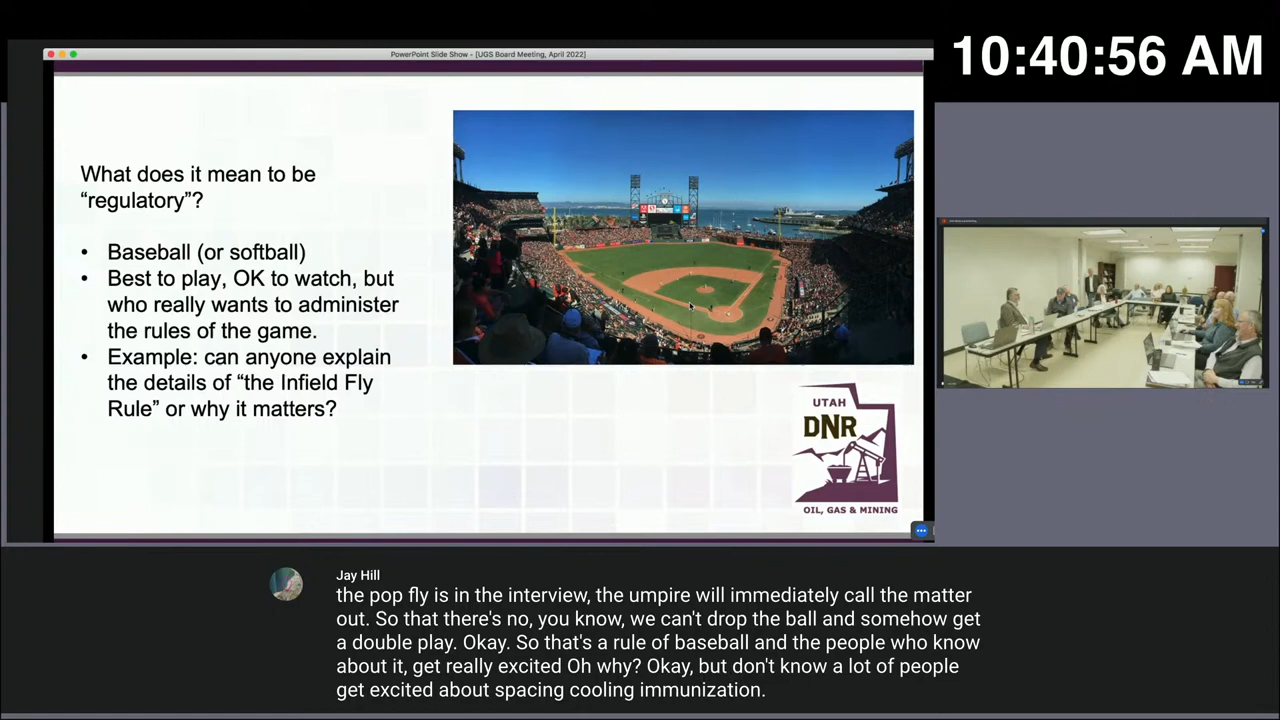 10:40:56 AM
PowerPoint Slide Show - [UGS Board Meeting, April 2022]
What does it mean to be
“regulatory”?
• Baseball (or softball)
• Best to play, OK to watch, but
who really wants to administer
the rules of the game.
• Example: can anyone explain
the details of “the Infield Fly
Rule” or why it matters?
UTAH
DNR
OIL, GAS & MINING
Jay Hill
the pop fly is in the interview, the umpire will immediately call the matter
out. So that there's no, you know, we can't drop the ball and somehow get
a double play. Okay. So that's a rule of baseball and the people who know
about it, get really excited Oh why? Okay, but don't know a lot of people
get excited about spacing cooling immunization.